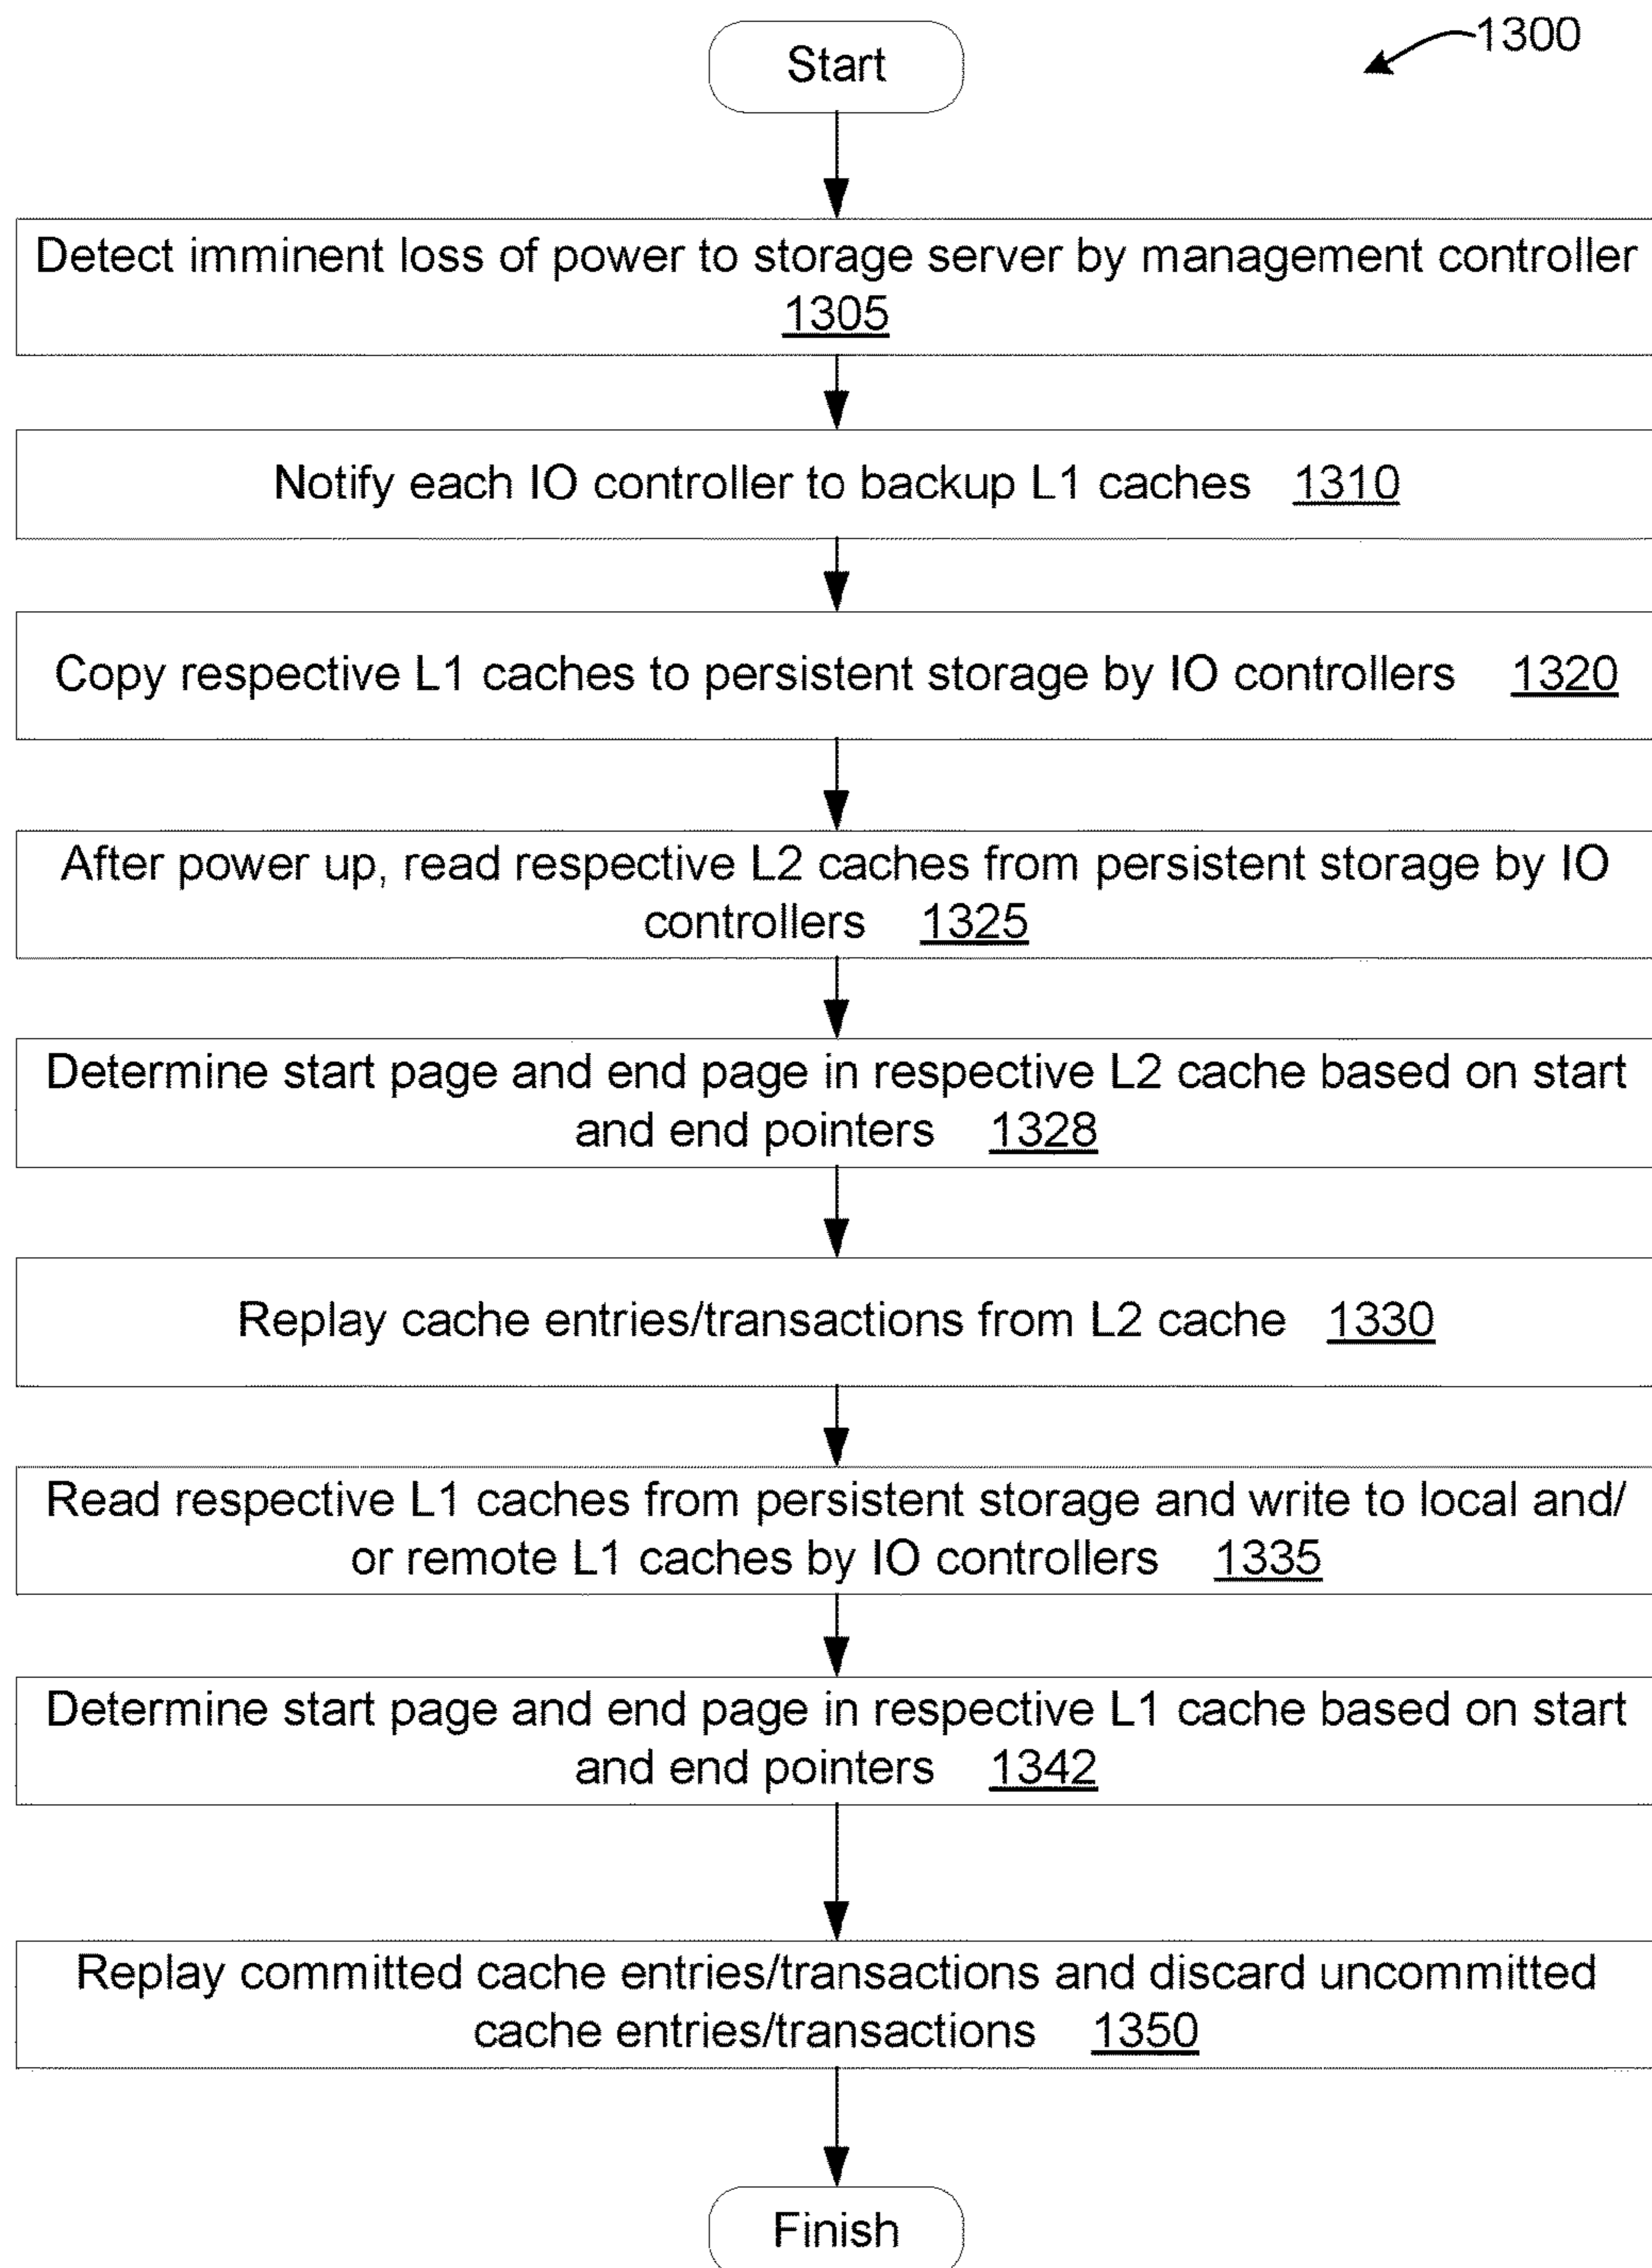 Start
1300
Detect imminent loss of power to storage server by management controller
1305
Notify each IO controller to backup L1 caches 1310
Copy respective L1 caches to persistent storage by IO controllers 1320
After power up, read respective L2 caches from persistent storage by IO
controllers 1325
Determine start page and end page in respective L2 cache based on start
and end pointers 1328
Replay cache entries/transactions from L2 cache 1330
Read respective L1 caches from persistent storage and write to local and/
or remote L1 caches by IO controllers 1335
Determine start page and end page in respective L1 cache based on start
and end pointers 1342
Replay committed cache entries/transactions and discard uncommitted
cache entries/transactions 1350
Finish